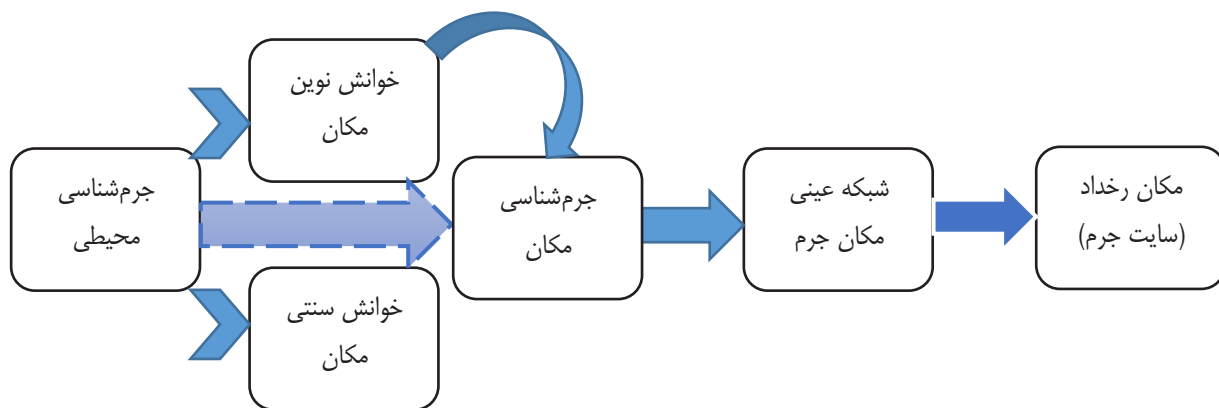 خوانش نوین
مکان
جرم‌شناسی
محیطی
خوانش سنتی
مکان
جرم‌شناسی
مکان
شبکه عینی
مکان جرم
مکان رخداد
(سایت جرم)